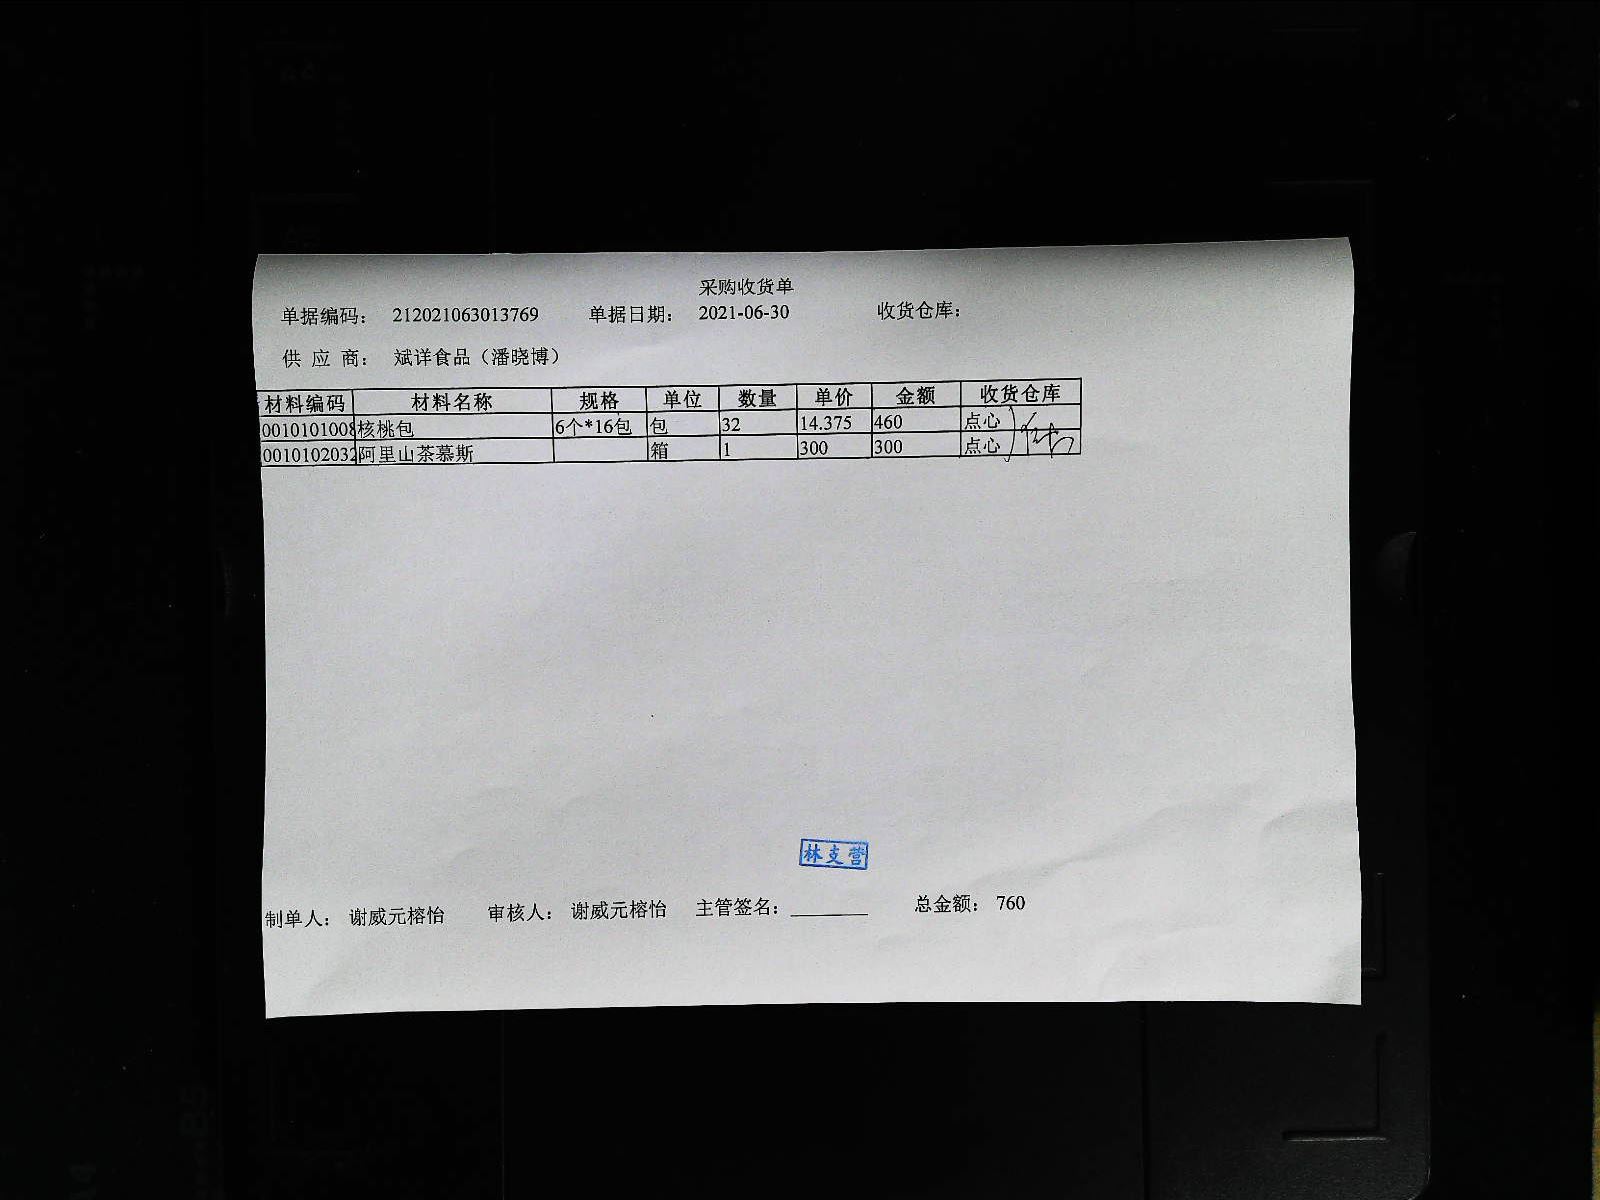 采购收货单
单据编码： 212021063013769 单据日期： 2021-06-30 收货仓库：
供 应 商： 斌详食品（潘晓博）
材料编码 材料名称 规格 单位 数量 单价 金额 收货仓库
0010101008 核桃包 6个*16包 包 32 14.375 460 点心
0010102032 阿里山茶慕斯 箱 1 300 300 点心
林支营
制单人： 谢威元榕怡 审核人： 谢威元榕怡 主管签名：________ 总金额： 760